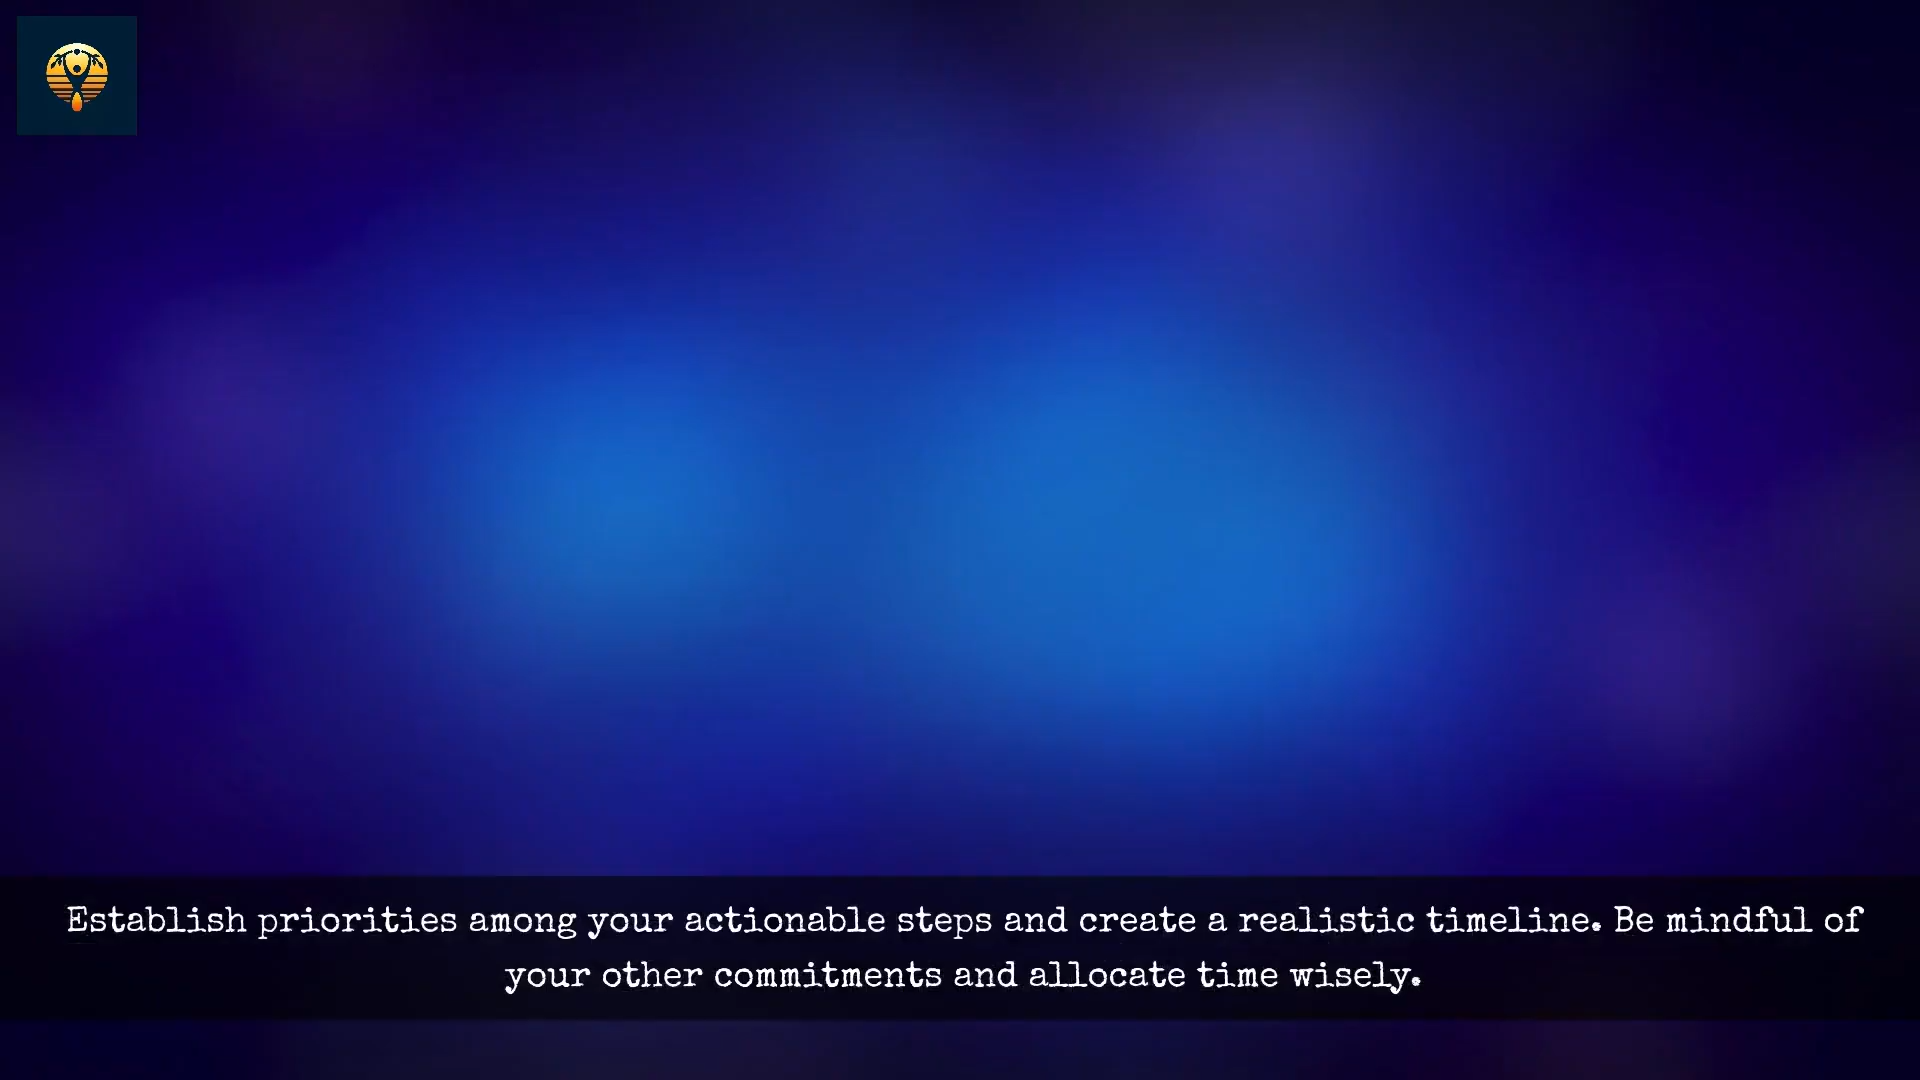 Establish priorities among your actionable steps and create a realistic timeline. Be mindful of
your other commitments and allocate time wisely.